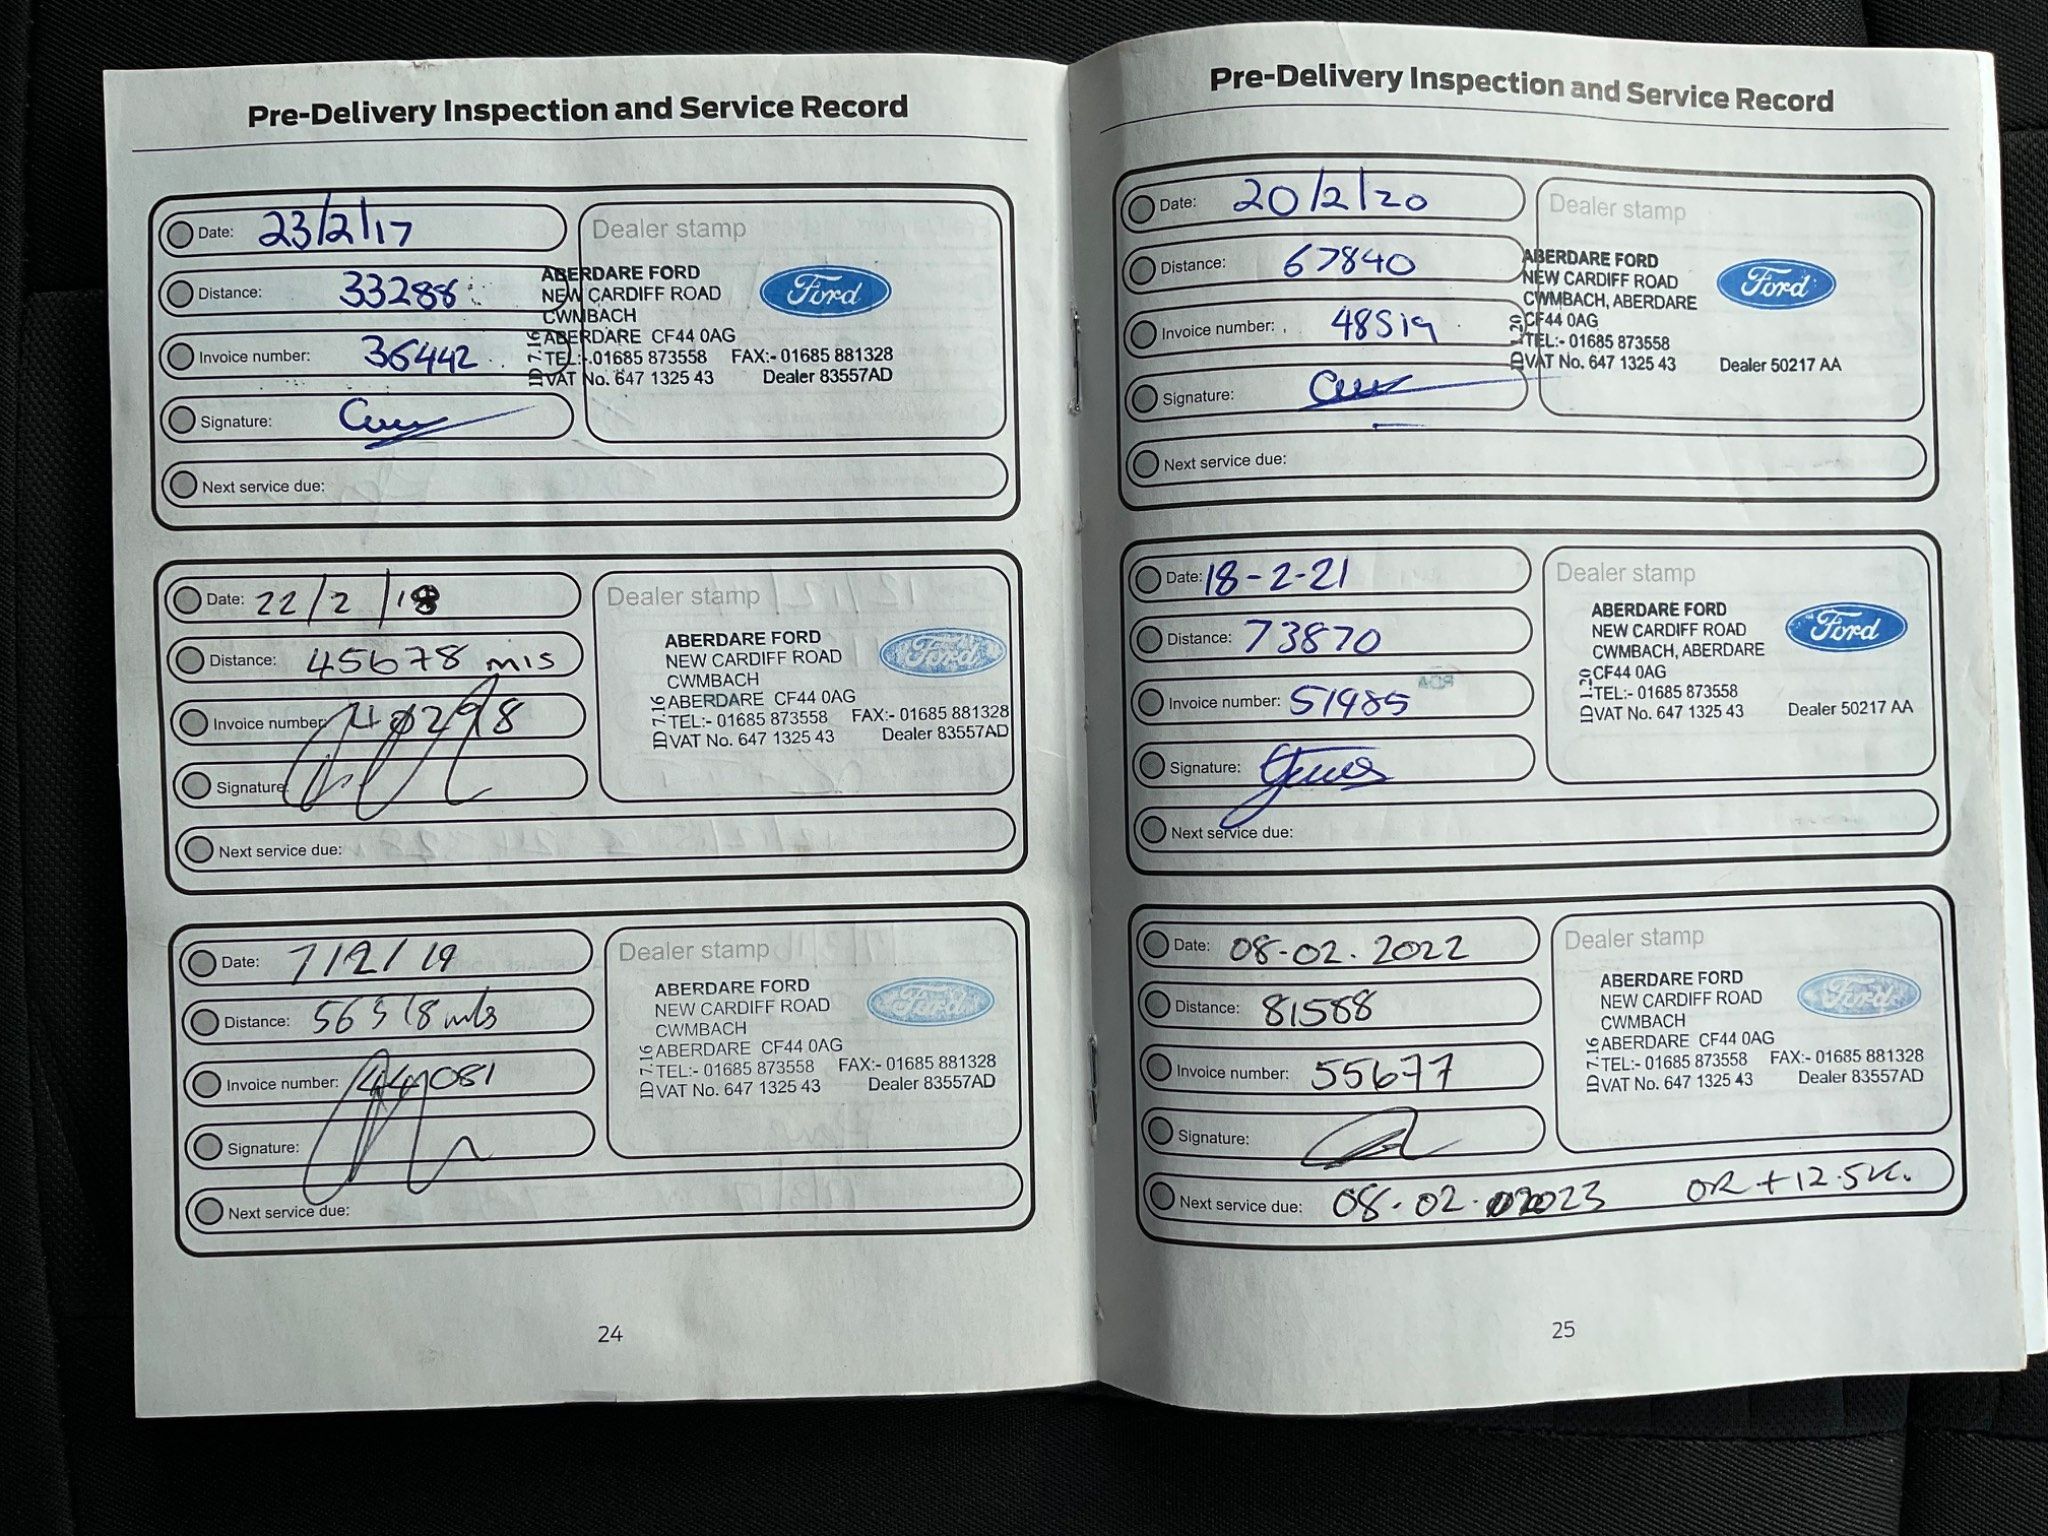 Pre-Delivery Inspection and Service Record
Date: 23/2/17
Distance: 33288
Invoice number: 36442
Signature:
Next service due:
Dealer stamp
ABERDARE FORD
NEW CARDIFF ROAD
CWMBACH
ABERDARE CF44 0AG
TEL:- 01685 873558 FAX:- 01685 881328
VAT No. 647 1325 43 Dealer 83557AD
ID 7.16
Ford
Date: 22/2/18
Distance: 45678 mls
Invoice number: 40298
Signature:
Next service due:
Dealer stamp
ABERDARE FORD
NEW CARDIFF ROAD
CWMBACH
ABERDARE CF44 0AG
TEL:- 01685 873558 FAX:- 01685 881328
VAT No. 647 1325 43 Dealer 83557AD
ID 7.16
Ford
Date: 7/2/19
Distance: 56518 mls
Invoice number: 44081
Signature:
Next service due:
Dealer stamp
ABERDARE FORD
NEW CARDIFF ROAD
CWMBACH
ABERDARE CF44 0AG
TEL:- 01685 873558 FAX:- 01685 881328
VAT No. 647 1325 43 Dealer 83557AD
ID 7.16
Ford
24
Pre-Delivery Inspection and Service Record
Date: 20/2/20
Distance: 67840
Invoice number: 48519
Signature:
Next service due:
Dealer stamp
ABERDARE FORD
NEW CARDIFF ROAD
CWMBACH, ABERDARE
CF44 0AG
TEL:- 01685 873558
VAT No. 647 1325 43 Dealer 50217 AA
Ford
Date: 18-2-21
Distance: 73870
Invoice number: 51985
Signature:
Next service due:
Dealer stamp
ABERDARE FORD
NEW CARDIFF ROAD
CWMBACH, ABERDARE
CF44 0AG
TEL:- 01685 873558
VAT No. 647 1325 43 Dealer 50217 AA
ID 1.20
Ford
Date: 08-02.2022
Distance: 81588
Invoice number: 55677
Signature:
Next service due: 08.02.2023 OR +12.5K.
Dealer stamp
ABERDARE FORD
NEW CARDIFF ROAD
CWMBACH
ABERDARE CF44 0AG
TEL:- 01685 873558 FAX:- 01685 881328
VAT No. 647 1325 43 Dealer 83557AD
ID 7.16
Ford
25